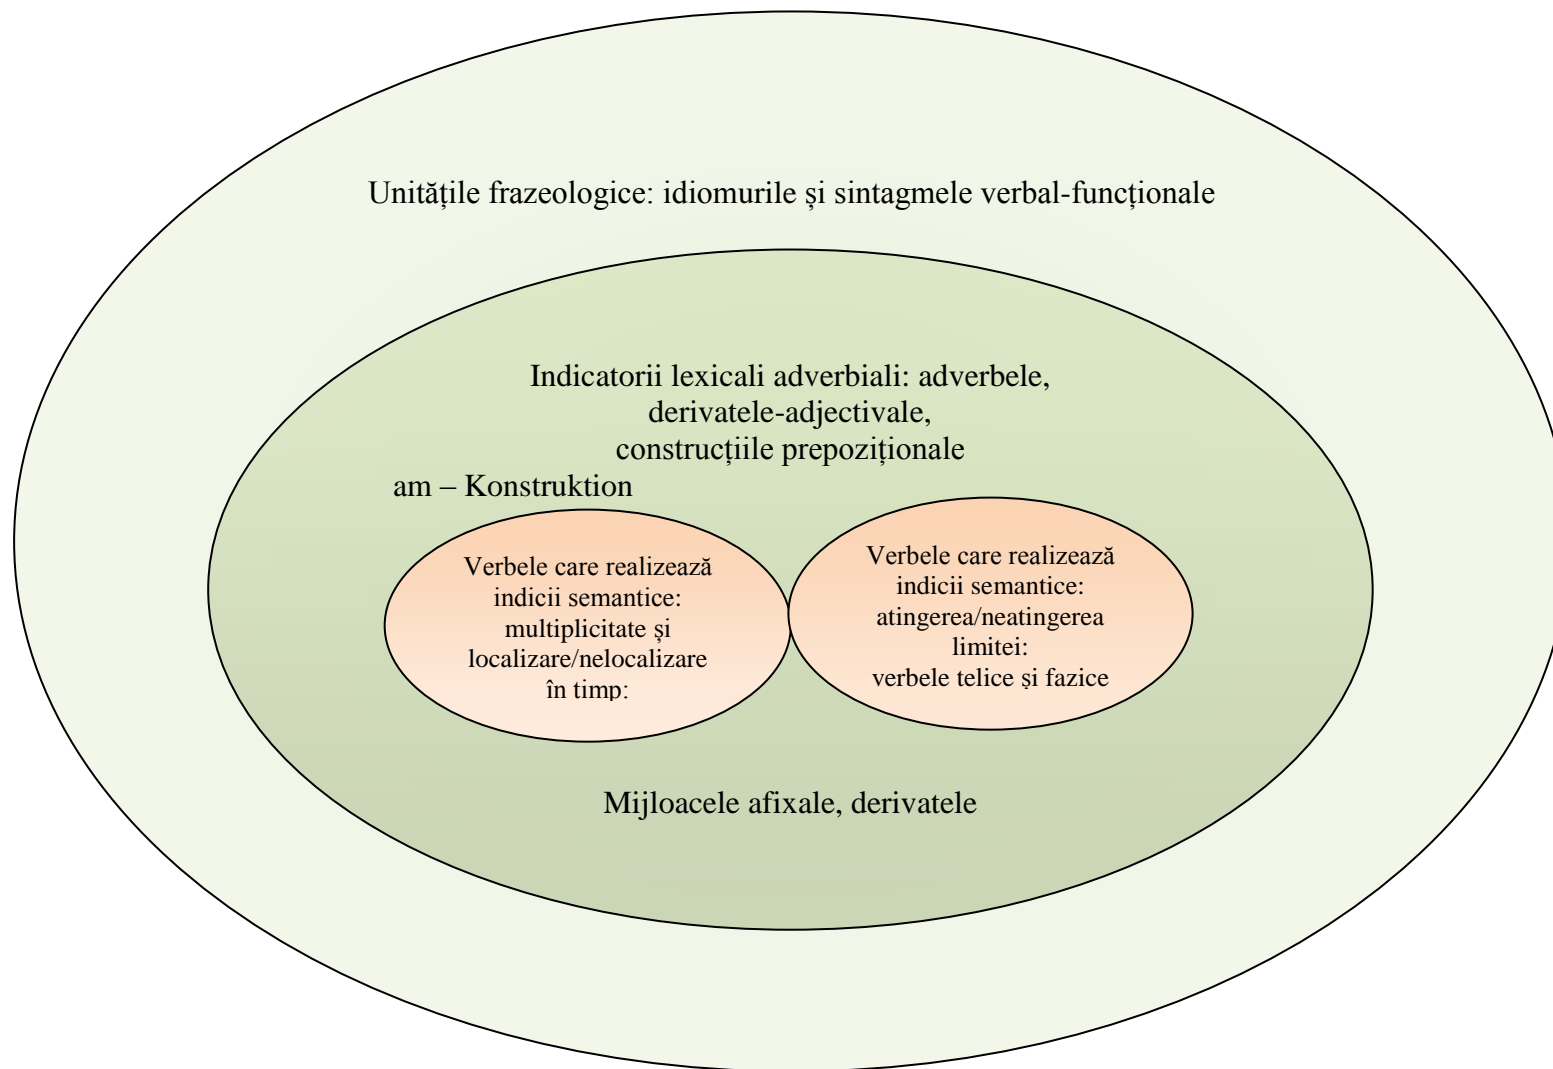 Unitățile frazeologice: idiomurile și sintagmele verbal-funcționale
Indicatorii lexicali adverbiali: adverbele,
derivatele-adjectivale,
construcțiile prepoziționale
am – Konstruktion
Verbele care realizează
indicii semantice:
multiplicitate și
localizare/nelocalizare
în timp:
Verbele care realizează
indicii semantice:
atingerea/neatingerea
limitei:
verbele telice și fazice
Mijloacele afixale, derivatele